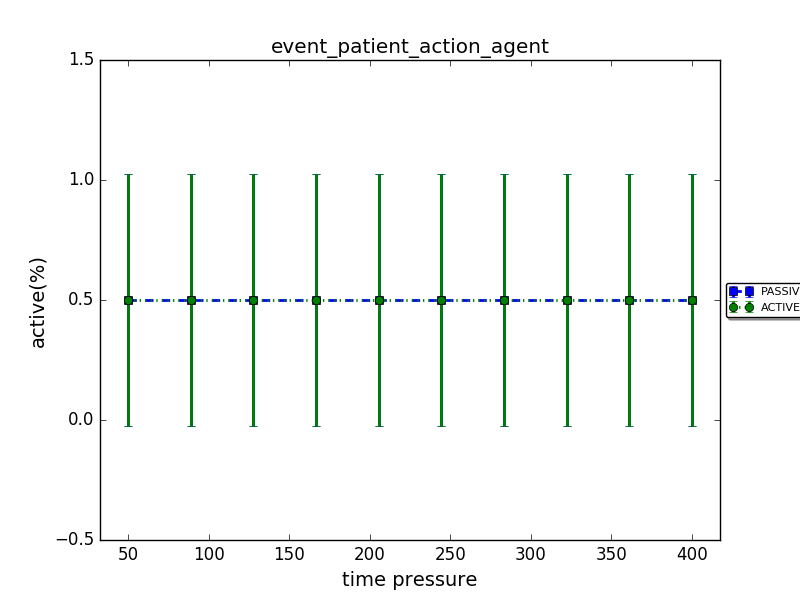 event_patient_action_agent
1.5
1.0
0.5
0.0
−0.5
active(%)
50 100 150 200 250 300 350 400
time pressure
PASSIV
ACTIVE